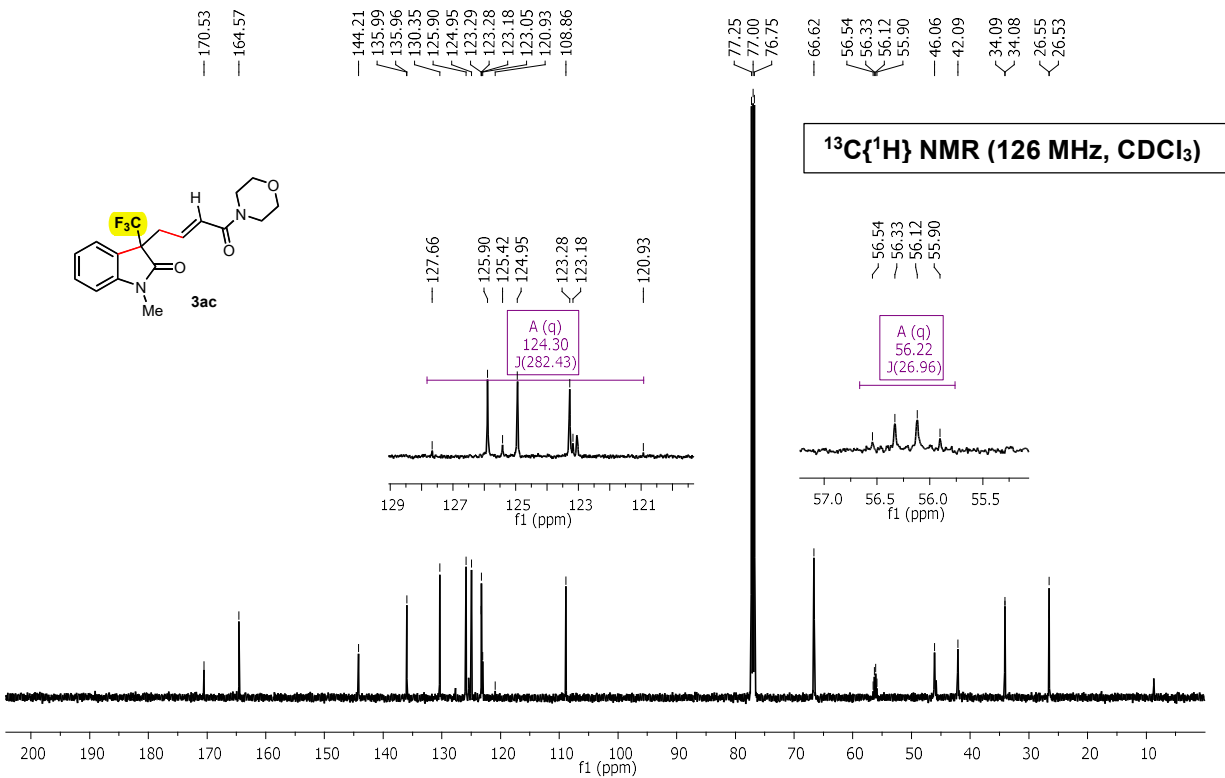 170.53
164.57
144.21
135.99
135.96
130.35
125.90
124.95
123.29
123.28
123.18
123.05
120.93
108.86
77.25
77.00
76.75
66.62
56.54
56.33
56.12
55.90
46.06
42.09
34.09
34.08
26.55
26.53
¹³C{¹H} NMR (126 MHz, CDCl₃)
H
O
N
F₃C
O
O
N
Me
3ac
127.66
125.90
125.42
124.95
123.28
123.18
120.93
A (q)
124.30
J(282.43)
129 127 125 123 121
f1 (ppm)
56.54
56.33
56.12
55.90
A (q)
56.22
J(26.96)
57.0 56.5 56.0 55.5
f1 (ppm)
200 190 180 170 160 150 140 130 120 110 100 90 80 70 60 50 40 30 20 10
f1 (ppm)